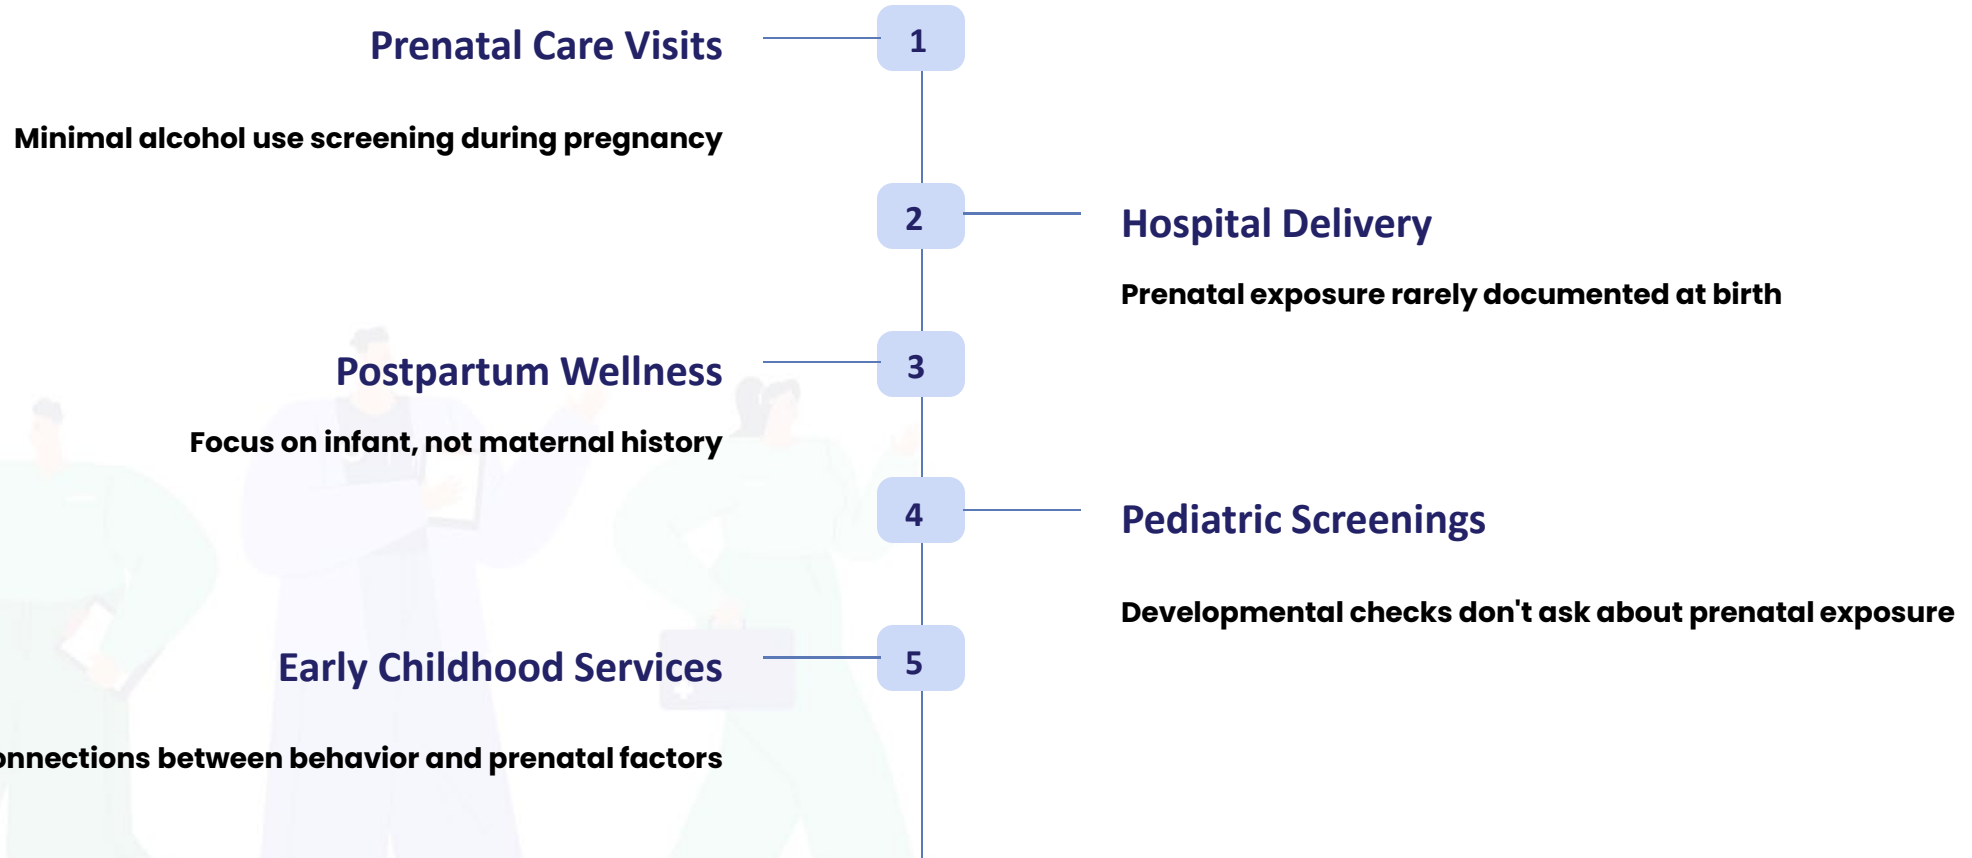 Prenatal Care Visits
1
Minimal alcohol use screening during pregnancy
2
Hospital Delivery
Prenatal exposure rarely documented at birth
Postpartum Wellness
3
Focus on infant, not maternal history
4
Pediatric Screenings
Developmental checks don't ask about prenatal exposure
Early Childhood Services
5
between behavior and prenatal factors